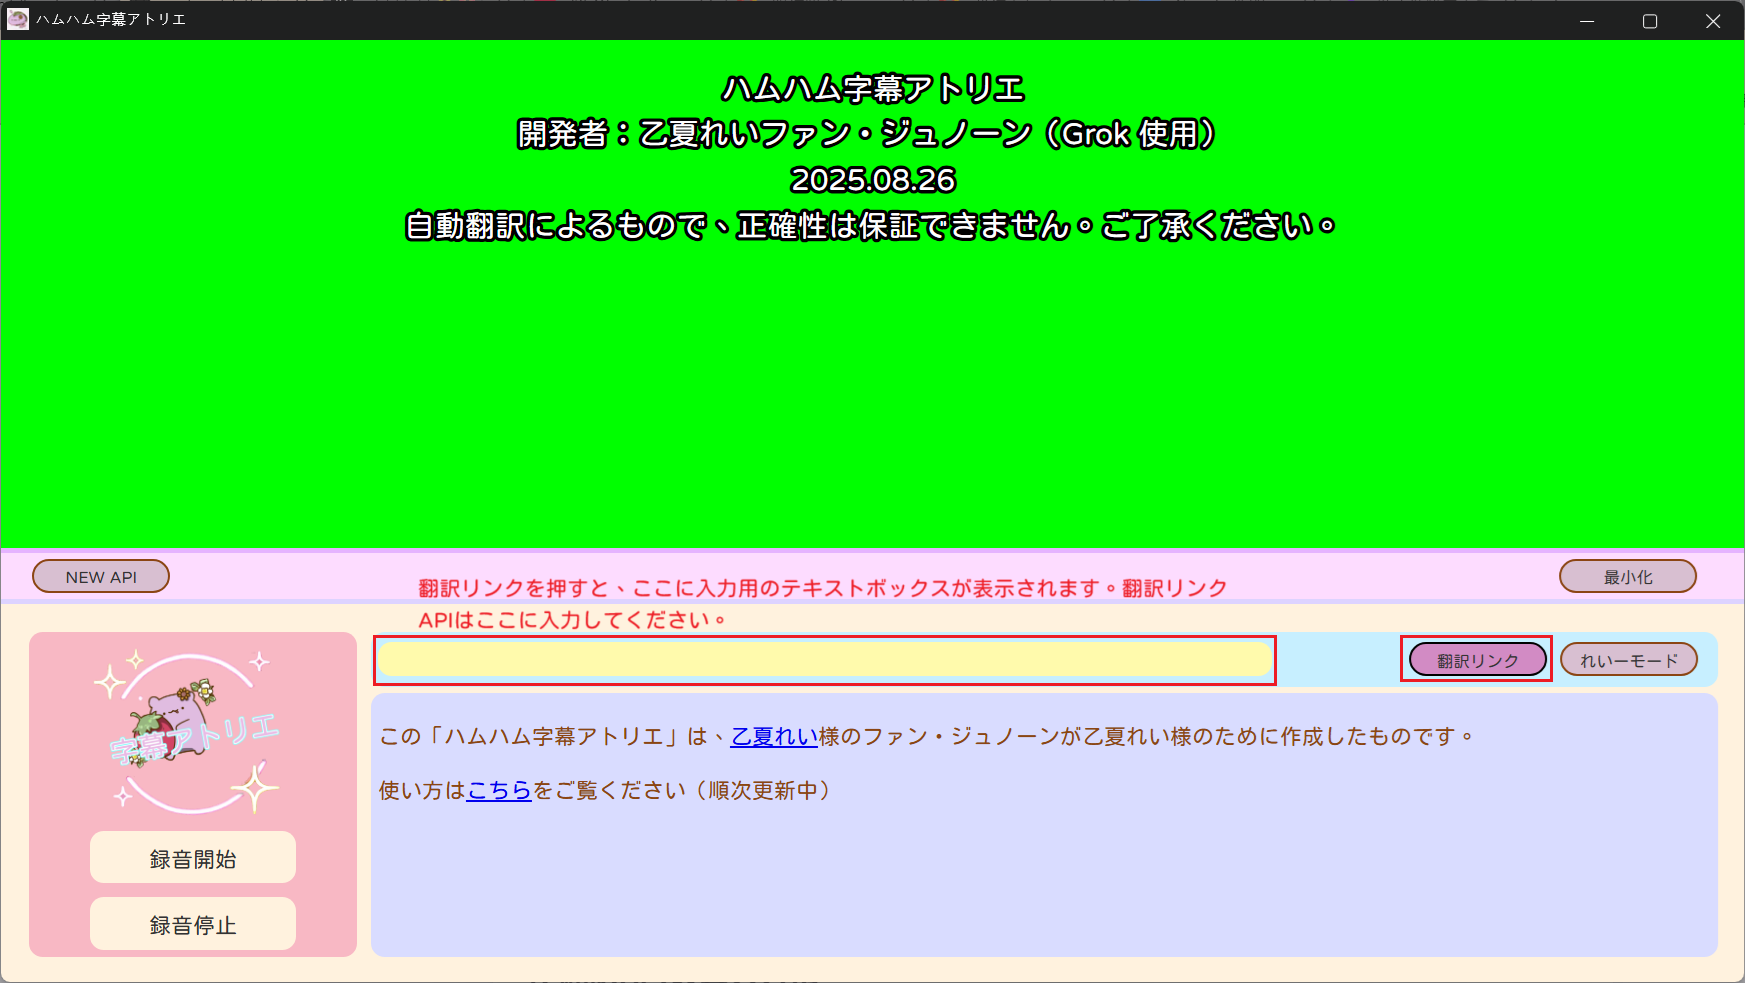 ハムハム字幕アトリエ
ハムハム字幕アトリエ
開発者：乙夏れいファン・ジュノーン（Grok 使用）
2025.08.26
自動翻訳によるもので、正確性は保証できません。ご了承ください。
NEW API
翻訳リンクを押すと、ここに入力用のテキストボックスが表示されます。翻訳リンク
APIはここに入力してください。
最小化
翻訳リンク
れいーモード
字幕アトリエ
この「ハムハム字幕アトリエ」は、乙夏れい様のファン・ジュノーンが乙夏れい様のために作成したものです。
使い方はこちらをご覧ください（順次更新中）
録音開始
録音停止